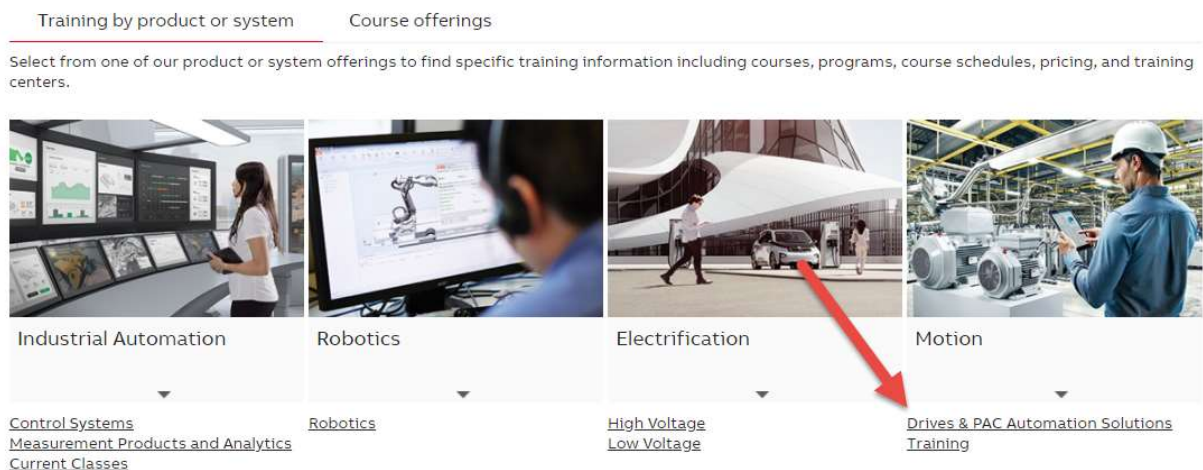 Training by product or system
Course offerings
Select from one of our product or system offerings to find specific training information including courses, programs, course schedules, pricing, and training
centers.
Industrial Automation
Robotics
Electrification
Motion
Control Systems
Measurement Products and Analytics
Current Classes
Robotics
High Voltage
Low Voltage
Drives & PAC Automation Solutions
Training